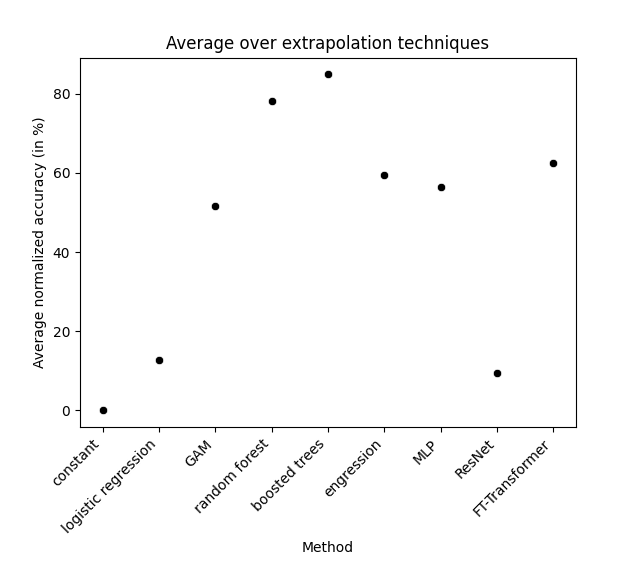 Average over extrapolation techniques
Average normalized accuracy (in %)
80
60
40
20
0
constant
logistic regression
GAM
random forest
boosted trees
engression
MLP
ResNet
FT-Transformer
Method